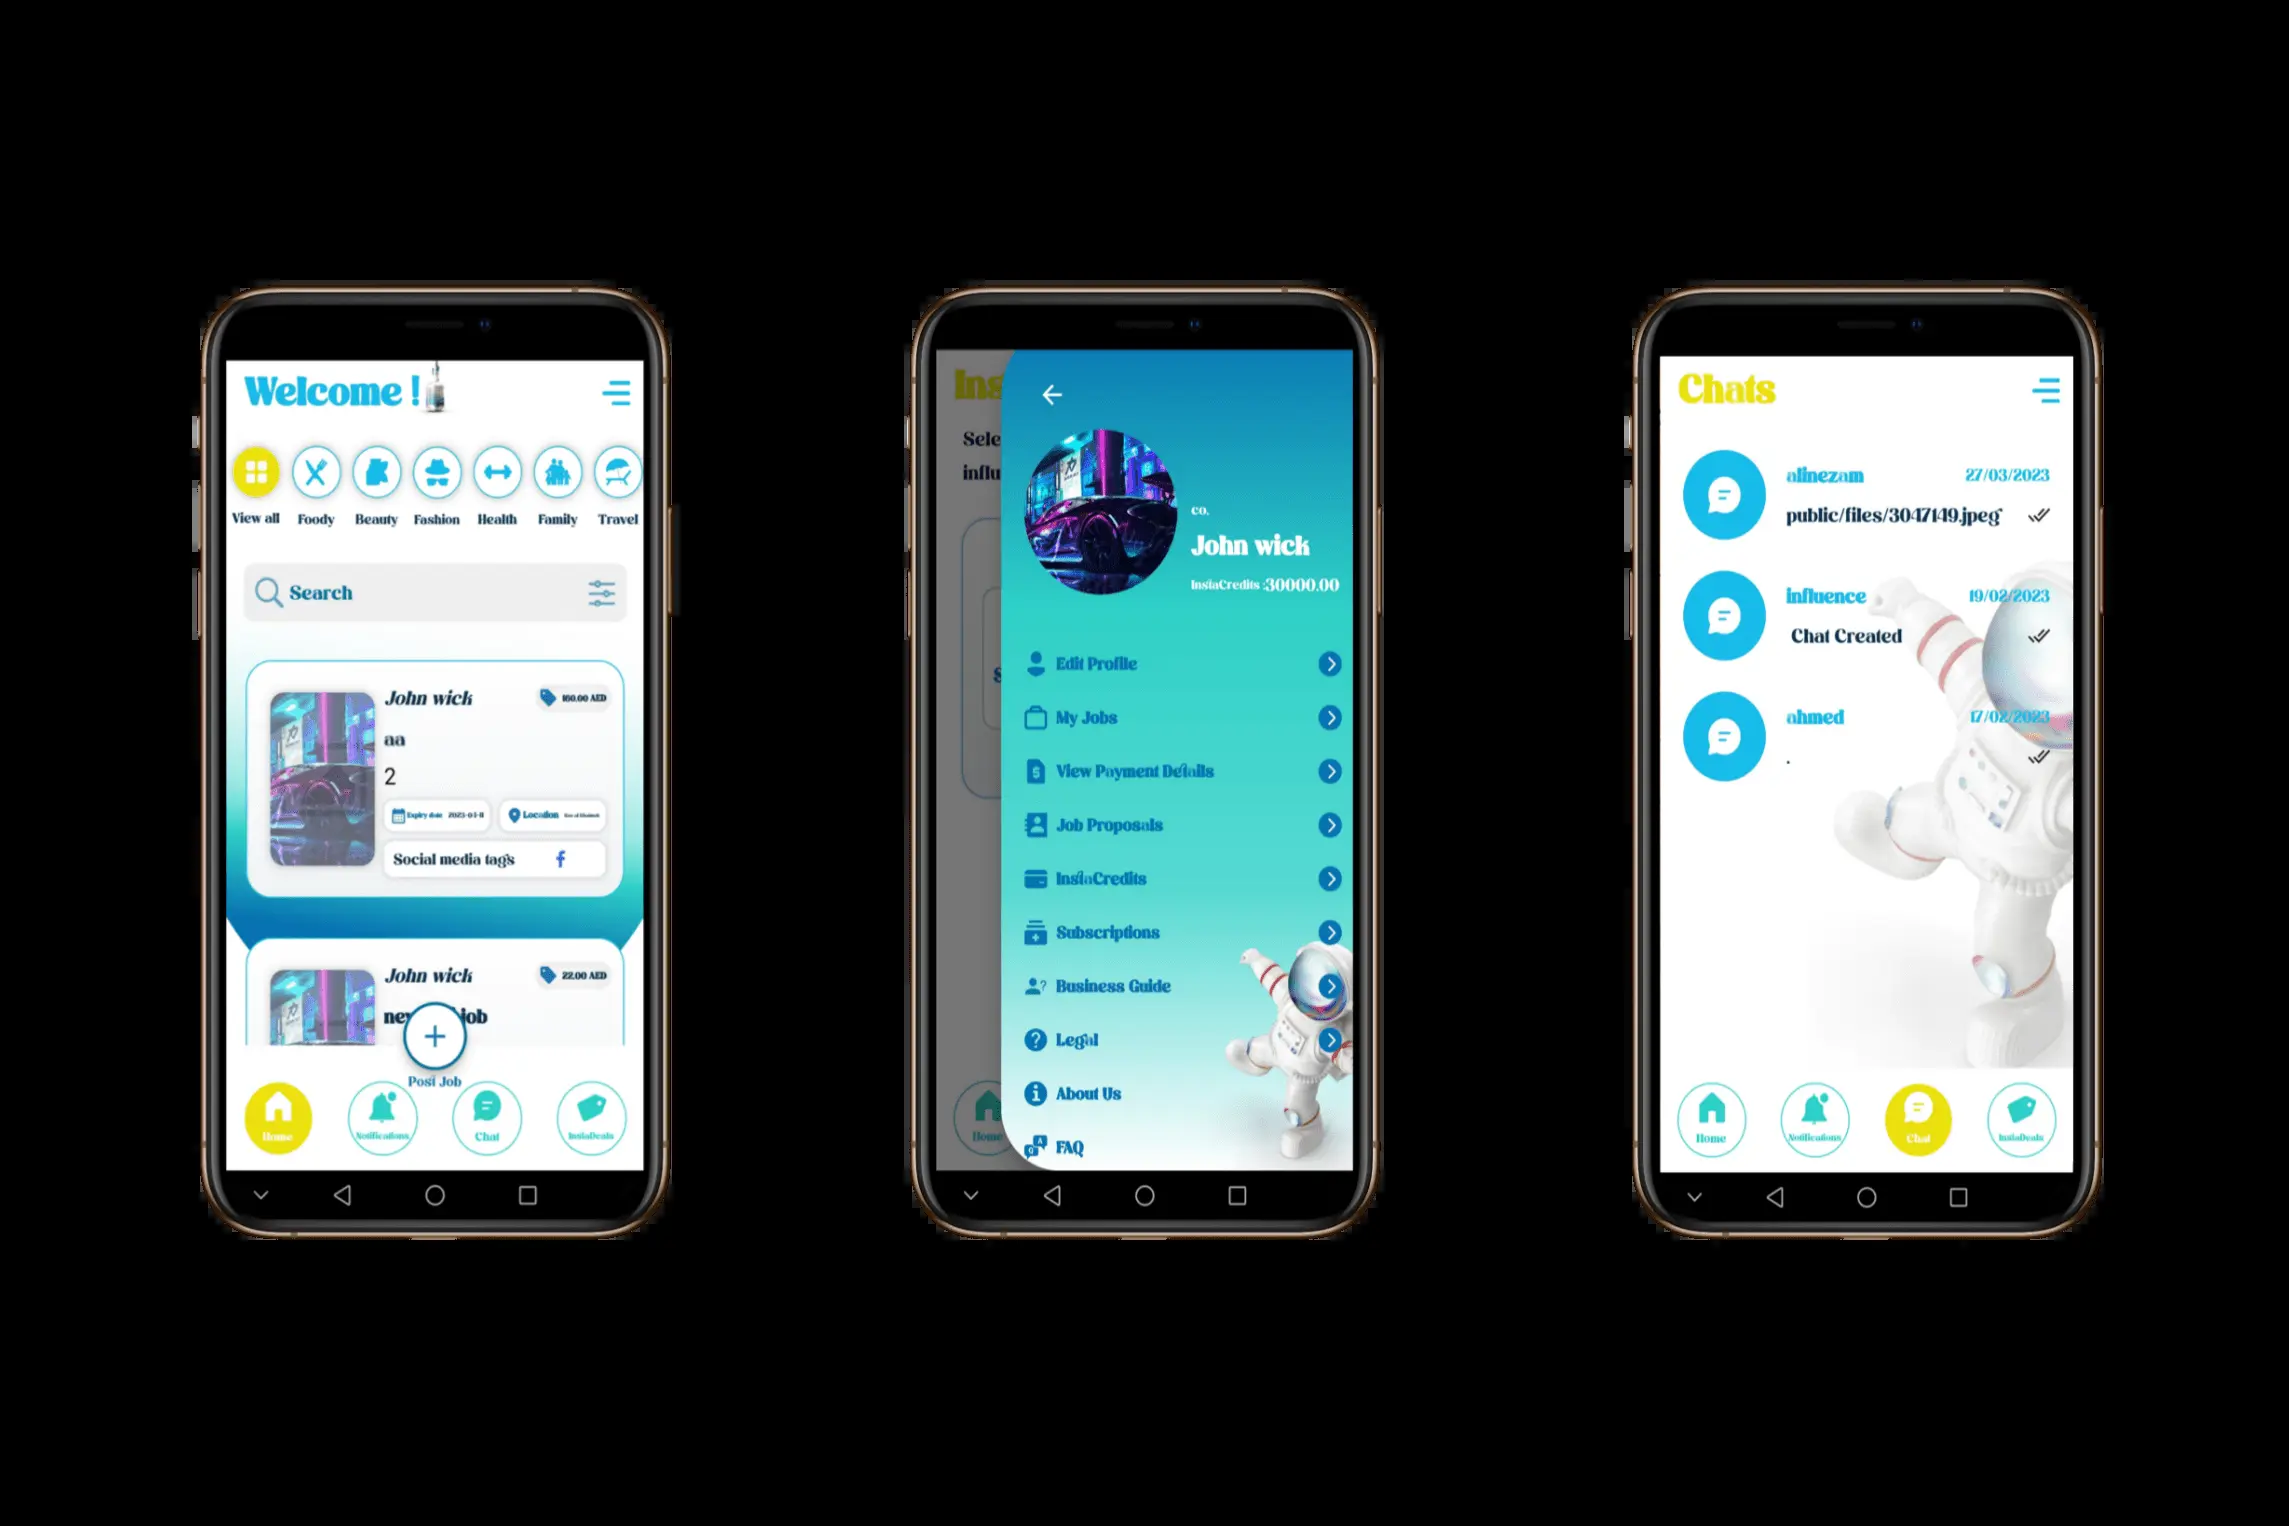 Welcome !
View all Foody Beauty Fashion Health Family Travel
Search
John wick 160.00 AED
aa
2
Expiry date 2023-03-11 Location
Social media tags
John wick 22.00 AED
new job
Post Job
Home Notifications Chat InstaDeals
Ins
Sele
influ
S
Home
co.
John wick
InstaCredits :30000.00
Edit Profile
My Jobs
View Payment Details
Job Proposals
InstaCredits
Subscriptions
Business Guide
Legal
About Us
FAQ
Chats
alinezam 27/03/2023
public/files/3047149.jpeg
influence 19/02/2023
Chat Created
ahmed 17/02/2023
.
Home Notifications Chat InstaDeals